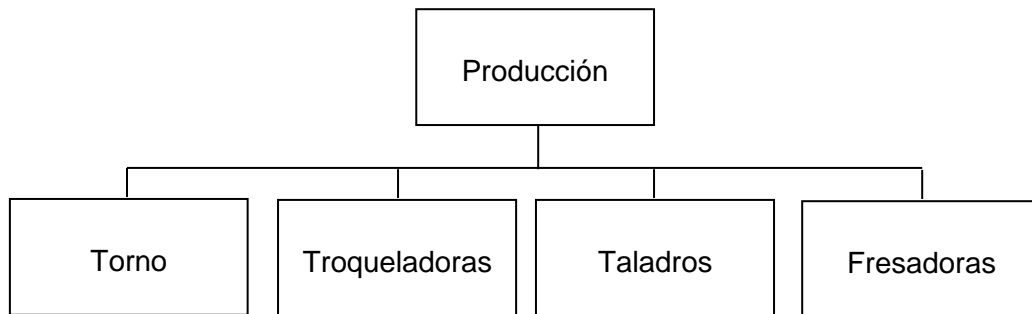 Producción
Torno
Troqueladoras
Taladros
Fresadoras